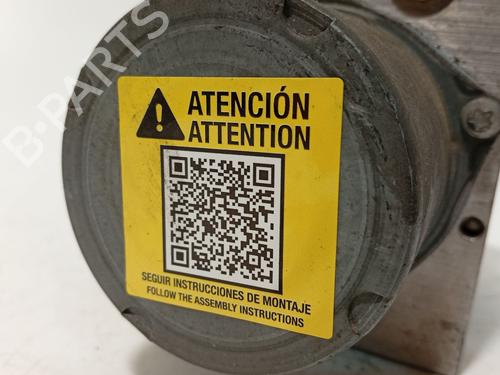 B-PARTS
ATENCIÓN
ATTENTION
SEGUIR INSTRUCCIONES DE MONTAJE
FOLLOW THE ASSEMBLY INSTRUCTIONS